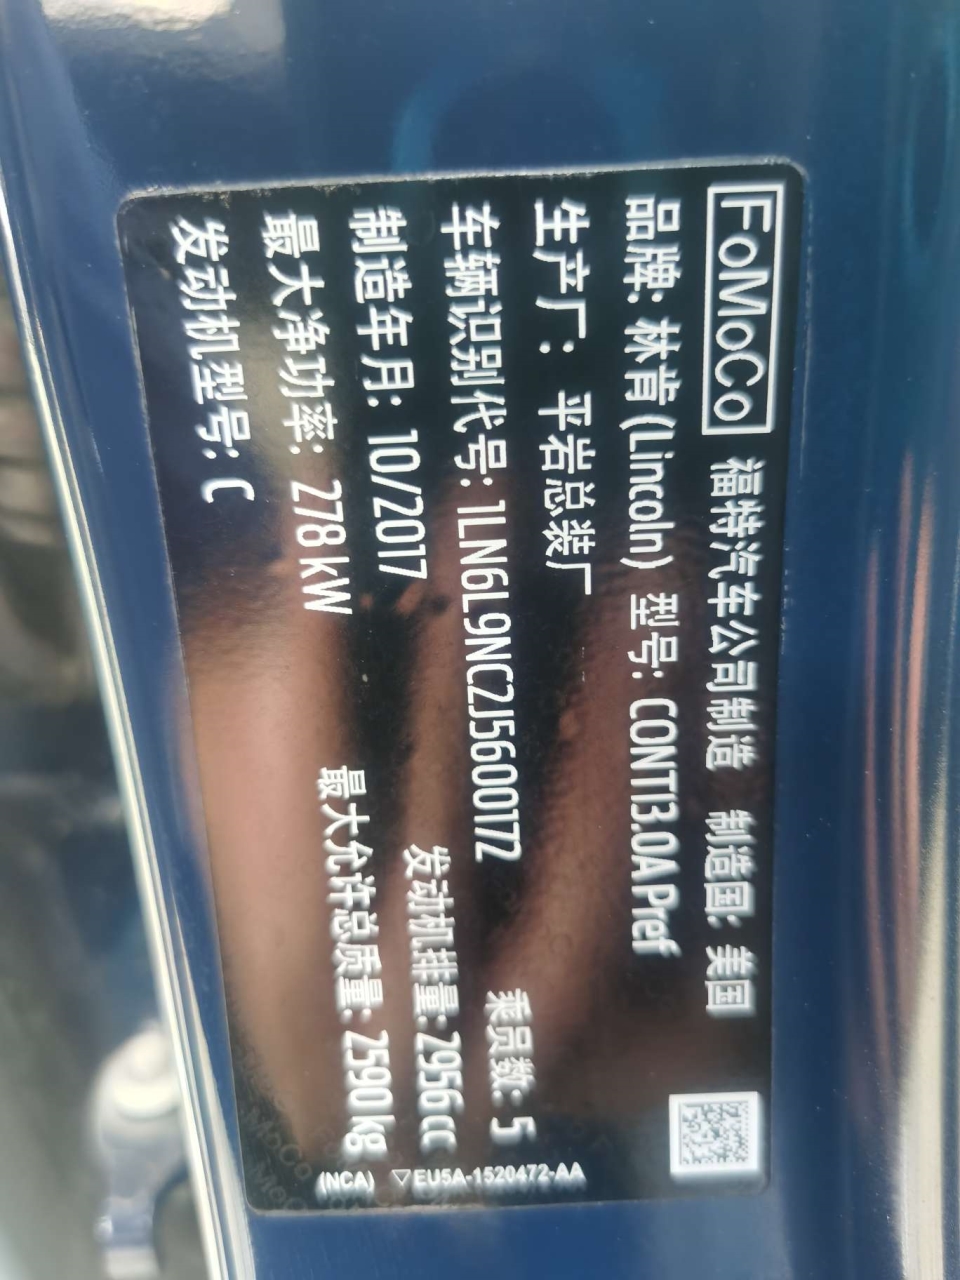 FoMoCo 福特汽车公司制造 制造国: 美国
品牌: 林肯 (Lincoln) 型号: CONTI3.0A Pref
生产厂: 平岩总装厂
车辆识别代号: 1LN6L9NC2J5600172 乘员数: 5
制造年月: 10/2017 发动机排量: 2956 cc
最大净功率: 278 kW 最大允许总质量: 2590 kg
发动机型号: C
(NCA) ▽ EU5A-1520472-AA